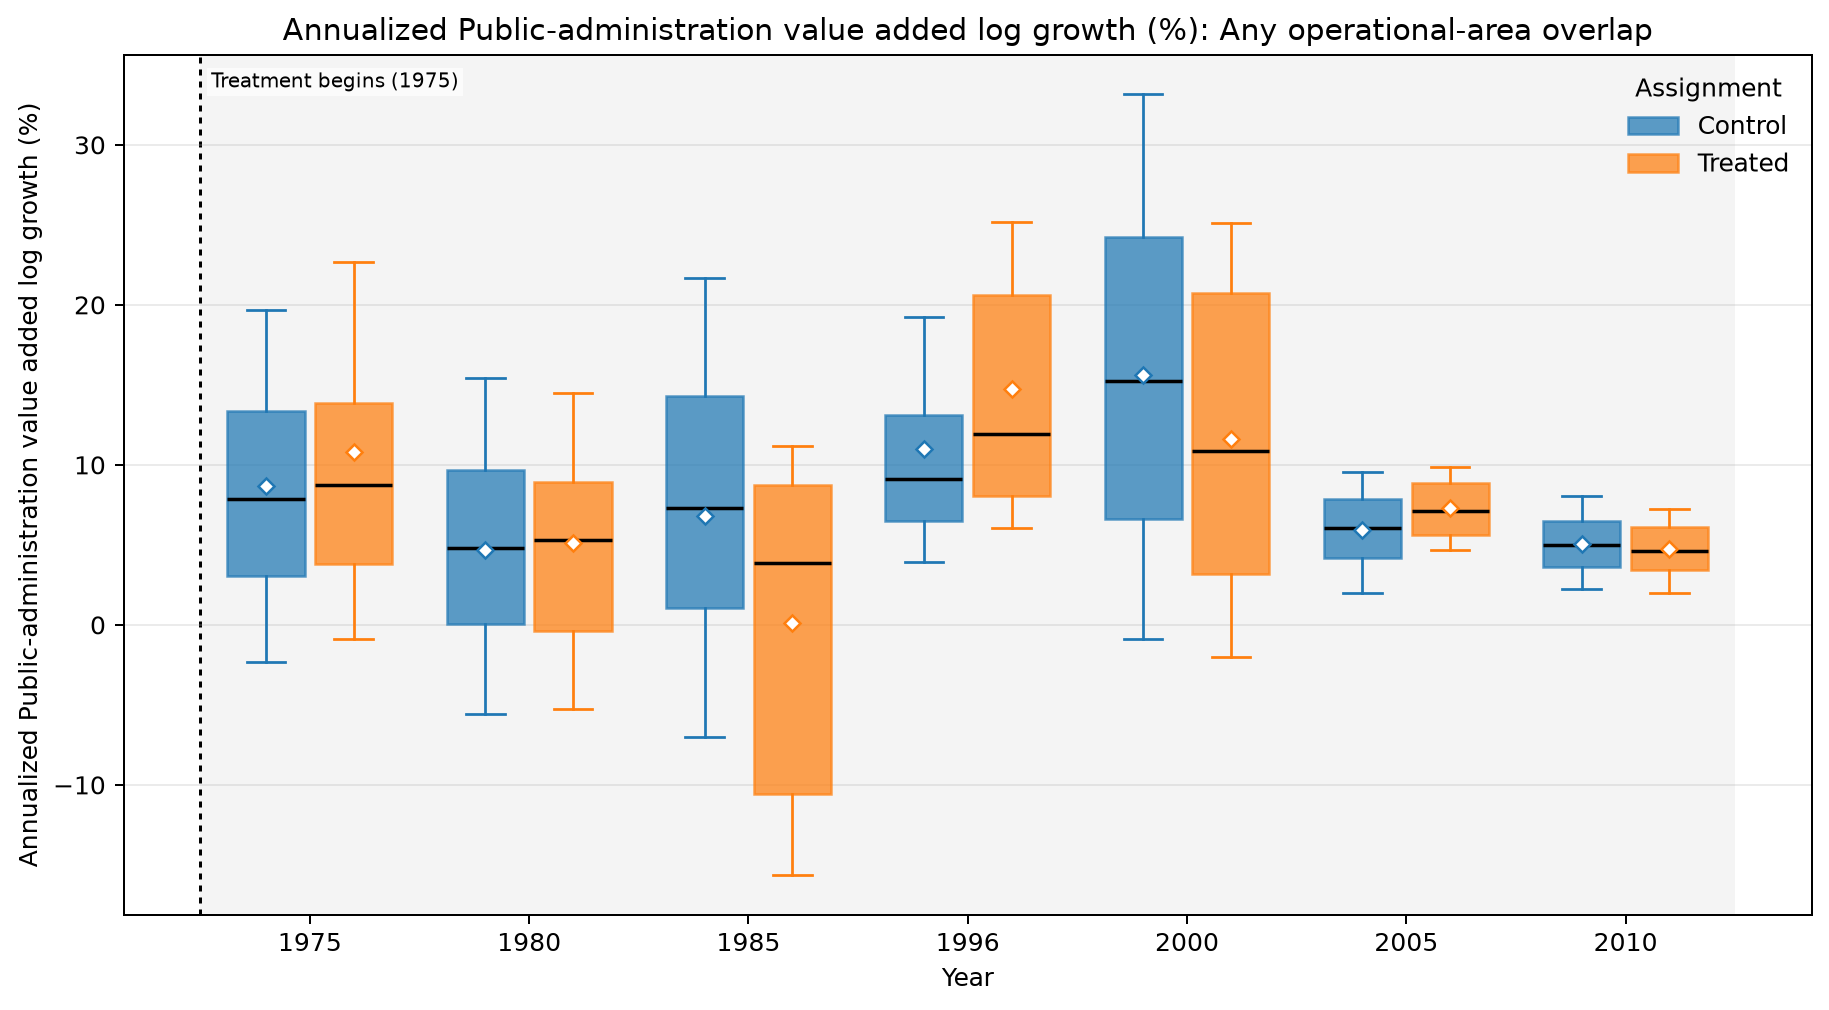 Annualized Public-administration value added log growth (%): Any operational-area overlap
Annualized Public-administration value added log growth (%)
Treatment begins (1975)
Assignment
Control
Treated
30
20
10
0
−10
1975 1980 1985 1996 2000 2005 2010
Year